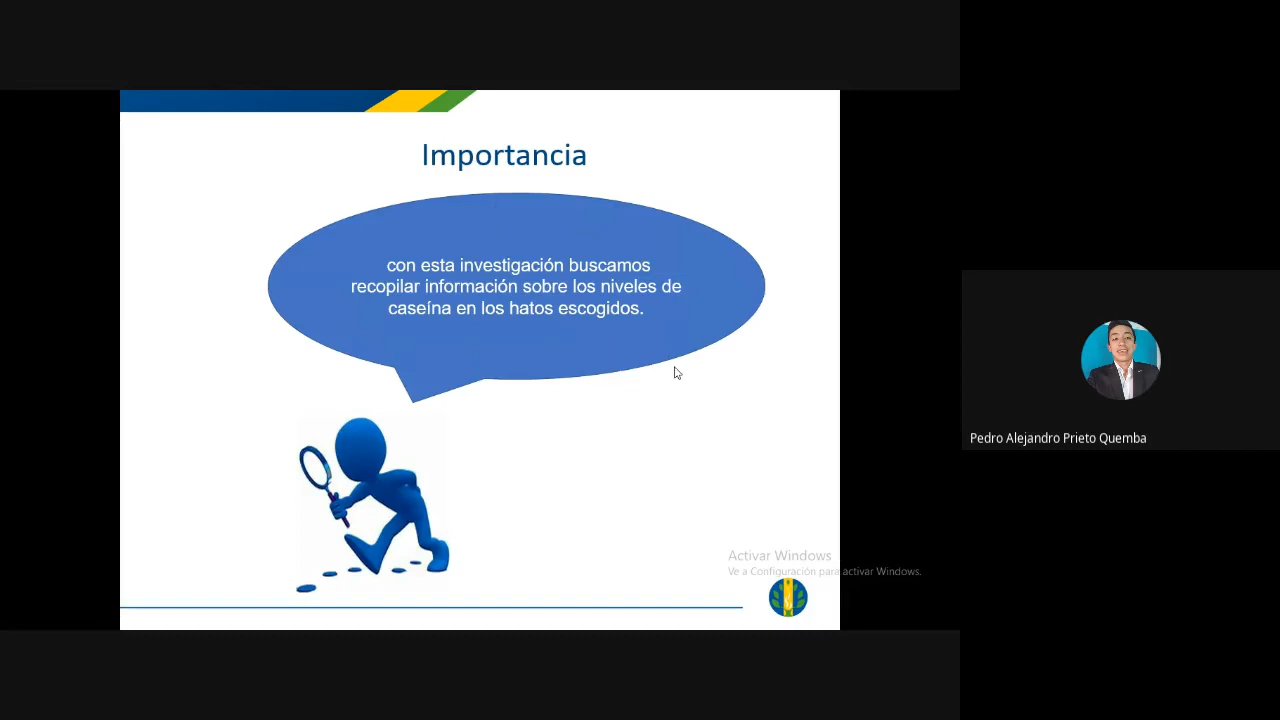 Importancia
con esta investigación buscamos
recopilar información sobre los niveles de
caseína en los hatos escogidos.
Pedro Alejandro Prieto Quemba
Activar Windows
Ve a Configuración para activar Windows.